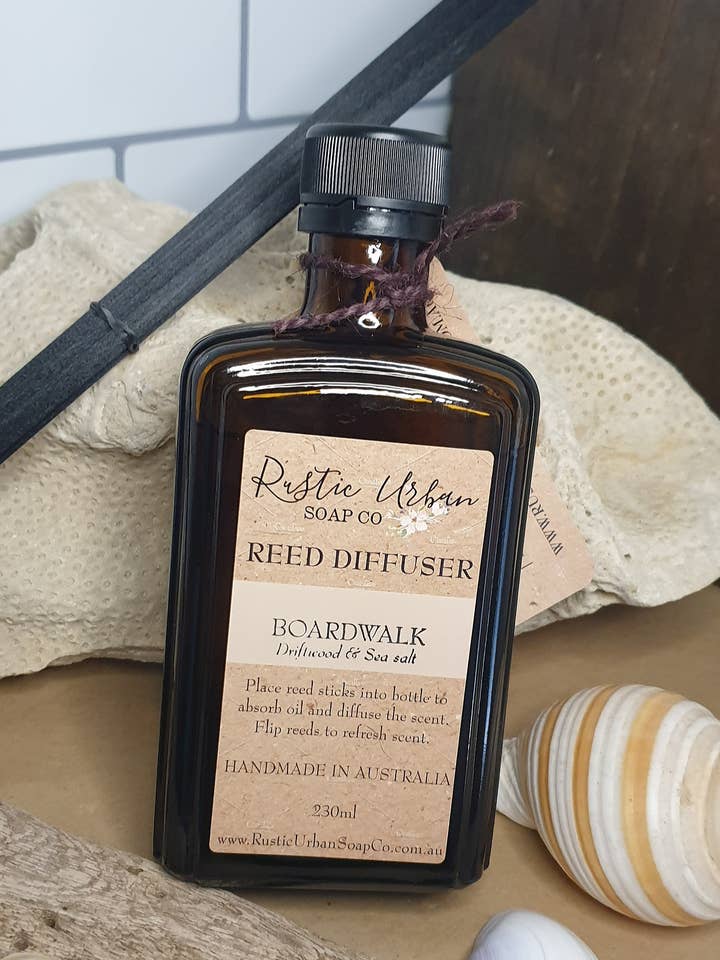 Rustic Urban
SOAP CO
REED DIFFUSER
BOARDWALK
Driftwood & Sea salt
Place reed sticks into bottle to
absorb oil and diffuse the scent.
Flip reeds to refresh scent.
HANDMADE IN AUSTRALIA
230ml
www.RusticUrbanSoapCo.com.au